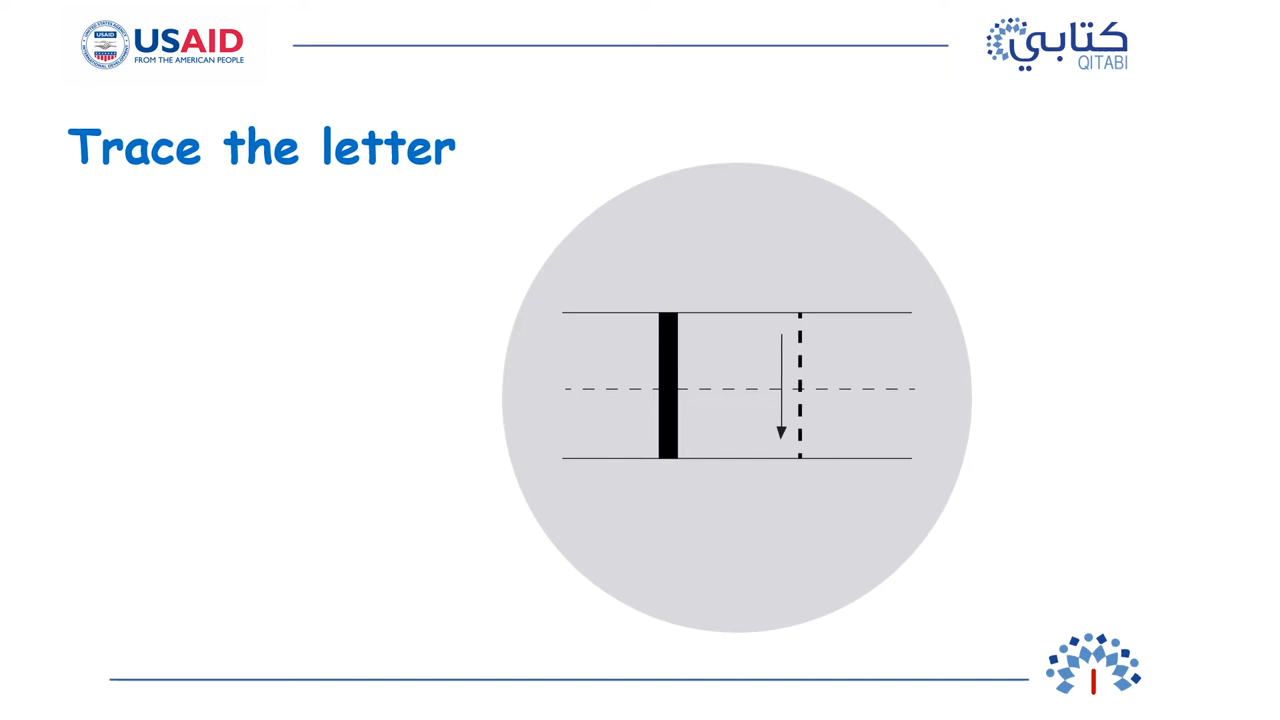 USAID
FROM THE AMERICAN PEOPLE
كتابي
QITABI
Trace the letter
l